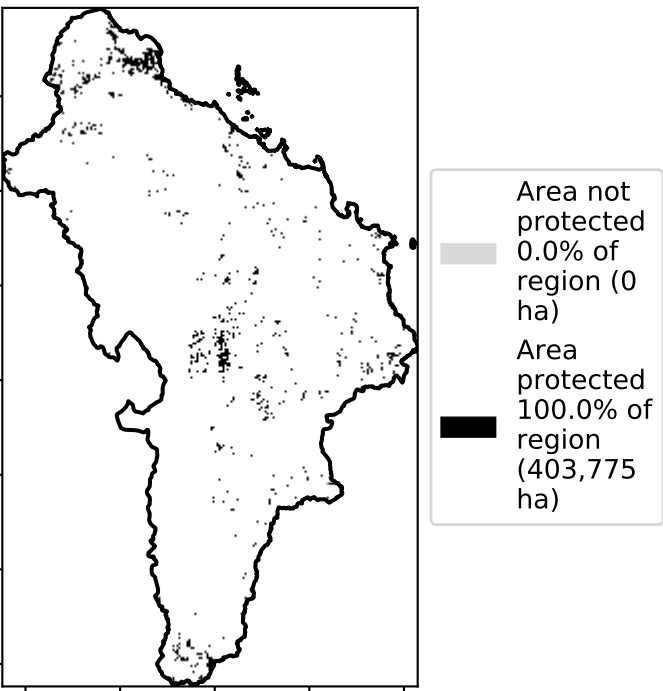 Area not
protected
0.0% of
region (0
ha)
Area
protected
100.0% of
region
(403,775
ha)